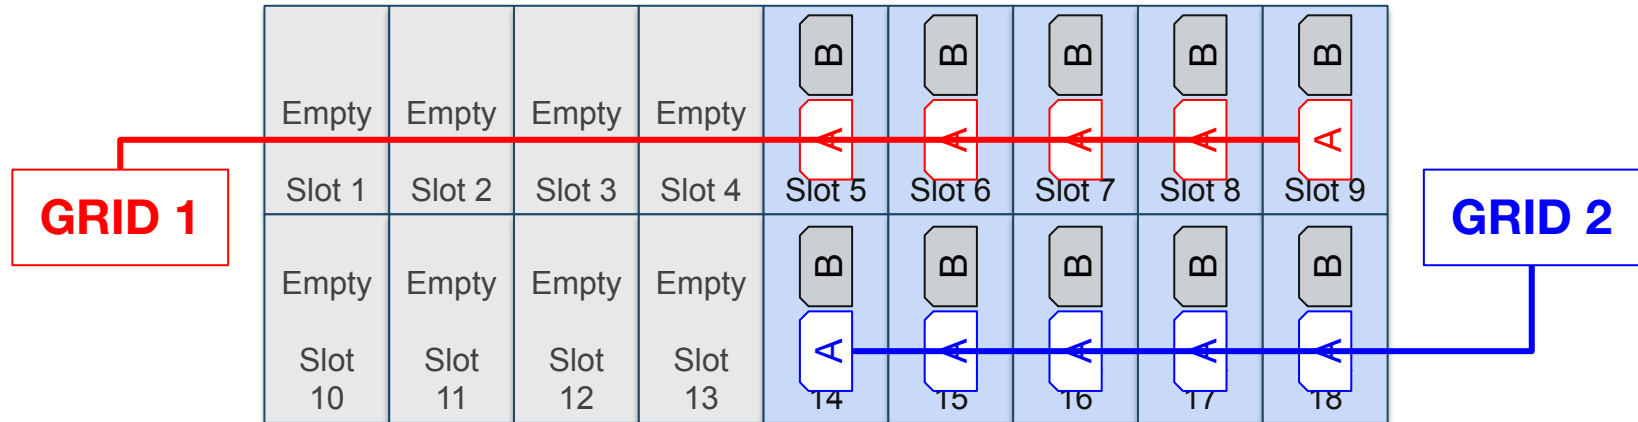 B B B B B
Empty Empty Empty Empty
A A A A A
Slot 1 Slot 2 Slot 3 Slot 4 Slot 5 Slot 6 Slot 7 Slot 8 Slot 9
GRID 1
GRID 2
B B B B B
Empty Empty Empty Empty
A A A A A
Slot Slot Slot Slot
10 11 12 13 14 15 16 17 18